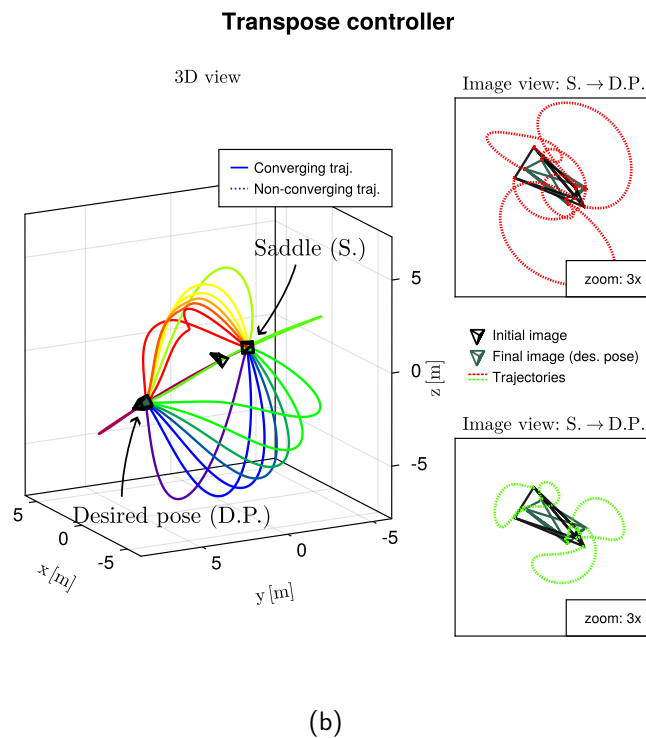 Transpose controller
3D view
Converging traj.
Non-converging traj.
Saddle (S.)
5
0
-5
z [m]
Desired pose (D.P.)
5
0
-5
x [m]
5
0
-5
y [m]
Image view: S. → D.P.
zoom: 3x
Initial image
Final image (des. pose)
Trajectories
Image view: S. → D.P.
zoom: 3x
(b)